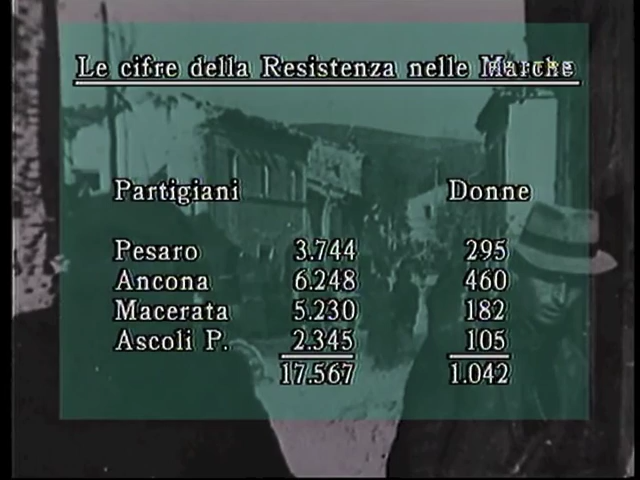 Le cifre della Resistenza nelle Marche
Partigiani Donne
Pesaro 3.744 295
Ancona 6.248 460
Macerata 5.230 182
Ascoli P. 2.345 105
17.567 1.042